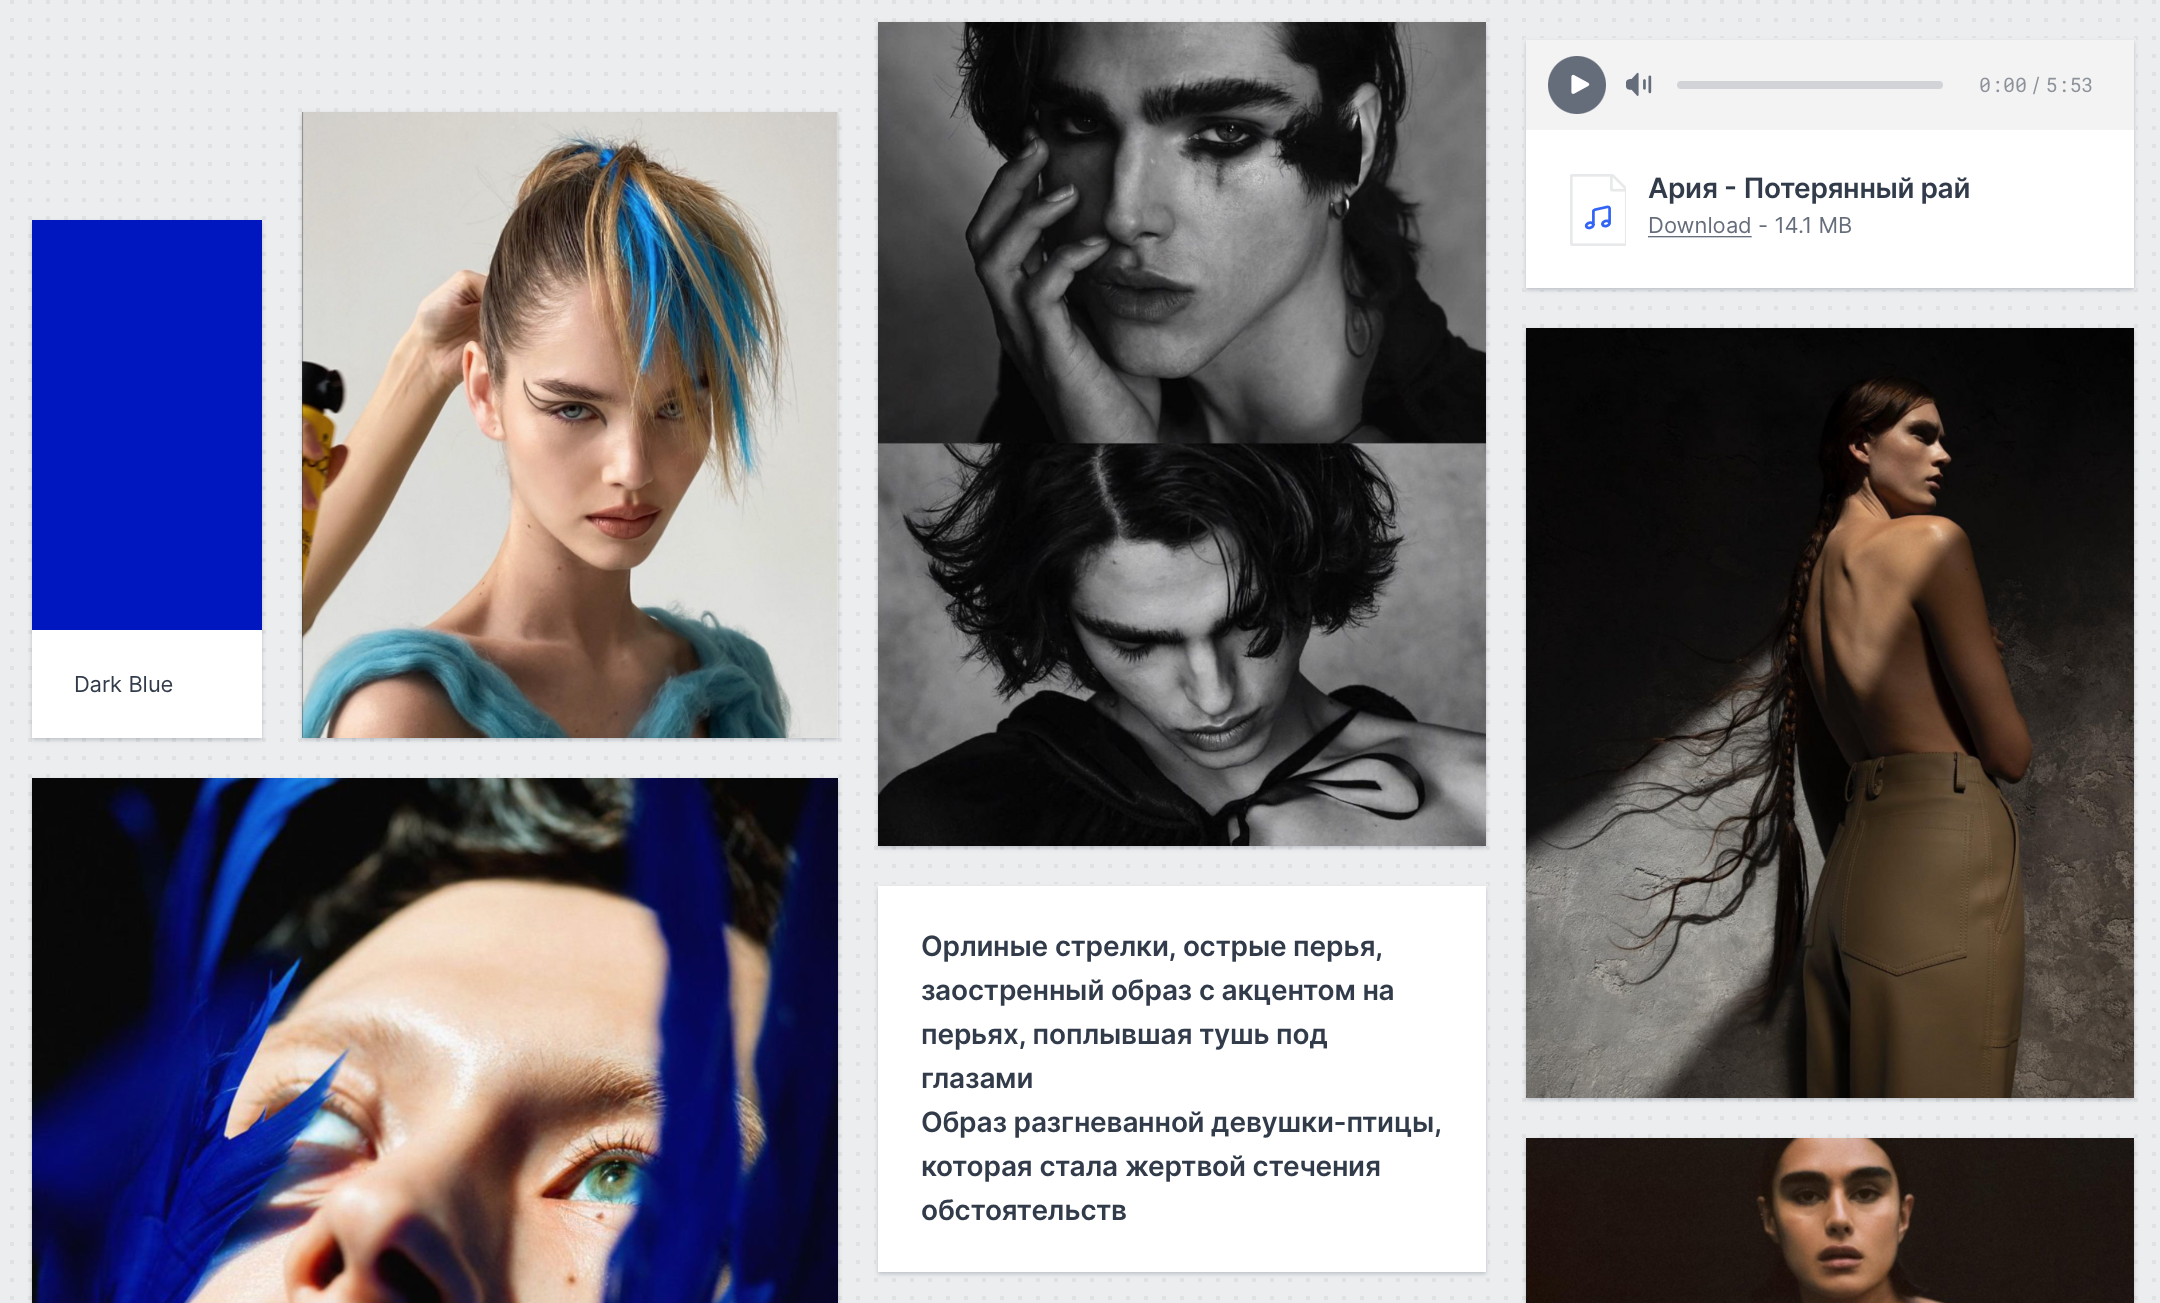 0:00 / 5:53
Ария - Потерянный рай
Download - 14.1 MB
Dark Blue
Орлиные стрелки, острые перья,
заостренный образ с акцентом на
перьях, поплывшая тушь под
глазами
Образ разгневанной девушки-птицы,
которая стала жертвой стечения
обстоятельств